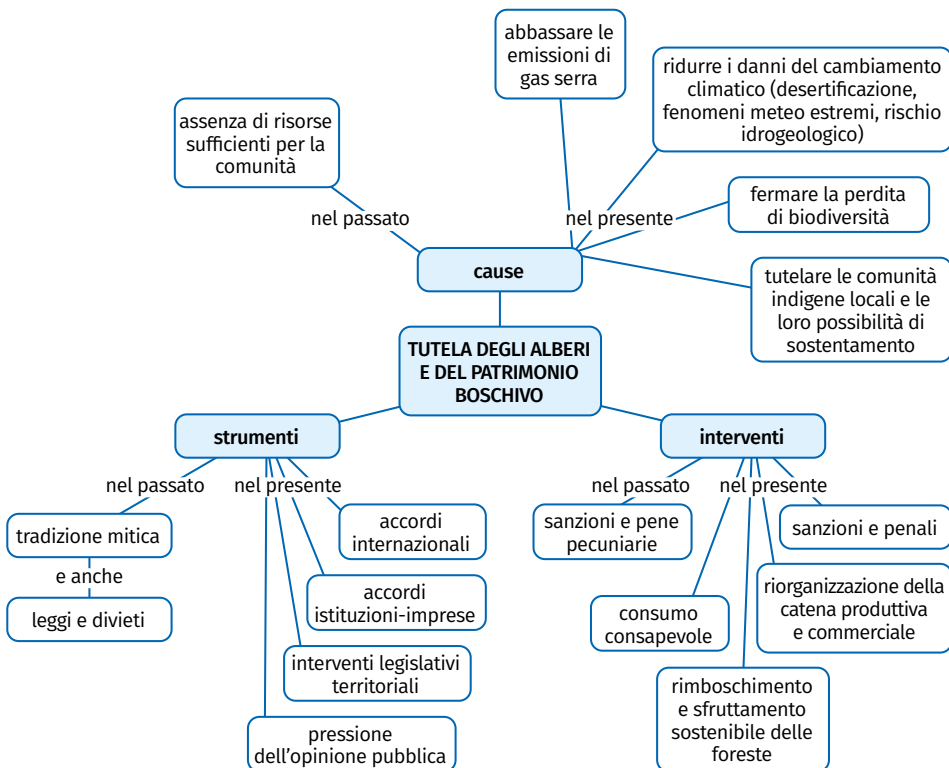 abbassare le
emissioni di
gas serra
ridurre i danni del cambiamento
climatico (desertificazione,
fenomeni meteo estremi, rischio
idrogeologico)
assenza di risorse
sufficienti per la
comunità
nel passato
nel presente
fermare la perdita
di biodiversità
cause
tutelare le comunità
indigene locali e le
loro possibilità di
sostentamento
TUTELA DEGLI ALBERI
E DEL PATRIMONIO
BOSCHIVO
strumenti
nel passato
nel presente
tradizione mitica
e anche
leggi e divieti
accordi
internazionali
accordi
istituzioni-imprese
interventi legislativi
territoriali
pressione
dell'opinione pubblica
interventi
nel passato
nel presente
sanzioni e pene
pecuniarie
sanzioni e penali
consumo
consapevole
riorganizzazione della
catena produttiva
e commerciale
rimboschimento
e sfruttamento
sostenibile delle
foreste